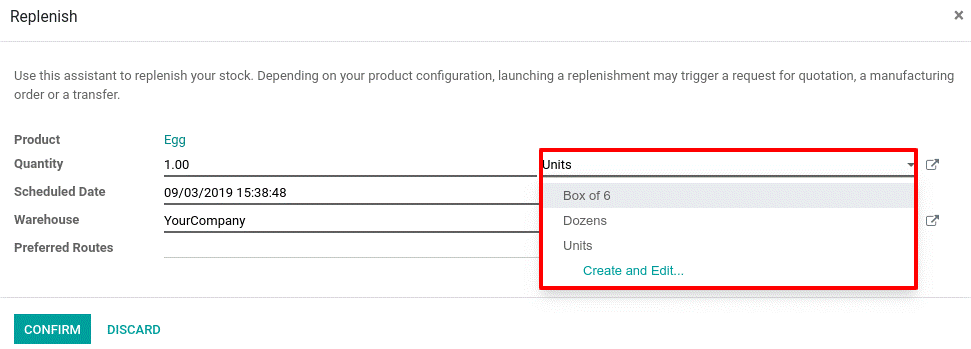 Replenish ×
Use this assistant to replenish your stock. Depending on your product configuration, launching a replenishment may trigger a request for quotation, a manufacturing
order or a transfer.
Product Egg
Quantity 1.00 Units
Scheduled Date 09/03/2019 15:38:48
Box of 6
Warehouse YourCompany
Dozens
Preferred Routes
Units
Create and Edit...
CONFIRM DISCARD